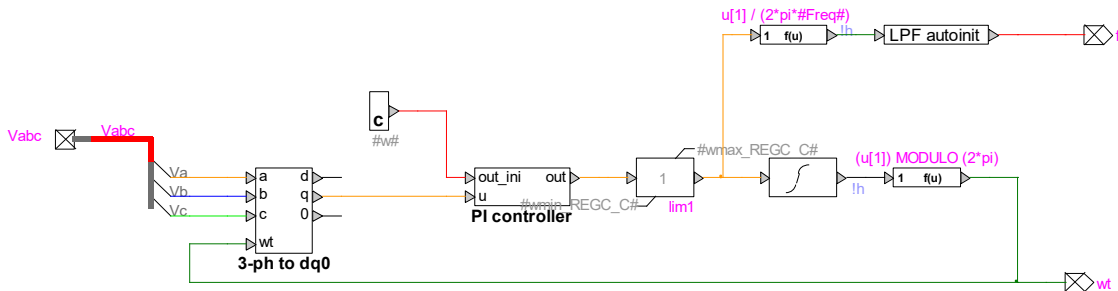 u[1] / (2*pi*#Freq#)
1 f(u)
!h
LPF autoinit
f
Vabc
Vabc
c
#w#
#wmax_REGC_C#
(u[1]) MODULO (2*pi)
Va
a
d
out_ini
out
1
1 f(u)
Vb
b
q
u
!h
#wmin_REGC_C#
lim1
Vc
c
0
PI controller
wt
3-ph to dq0
wt